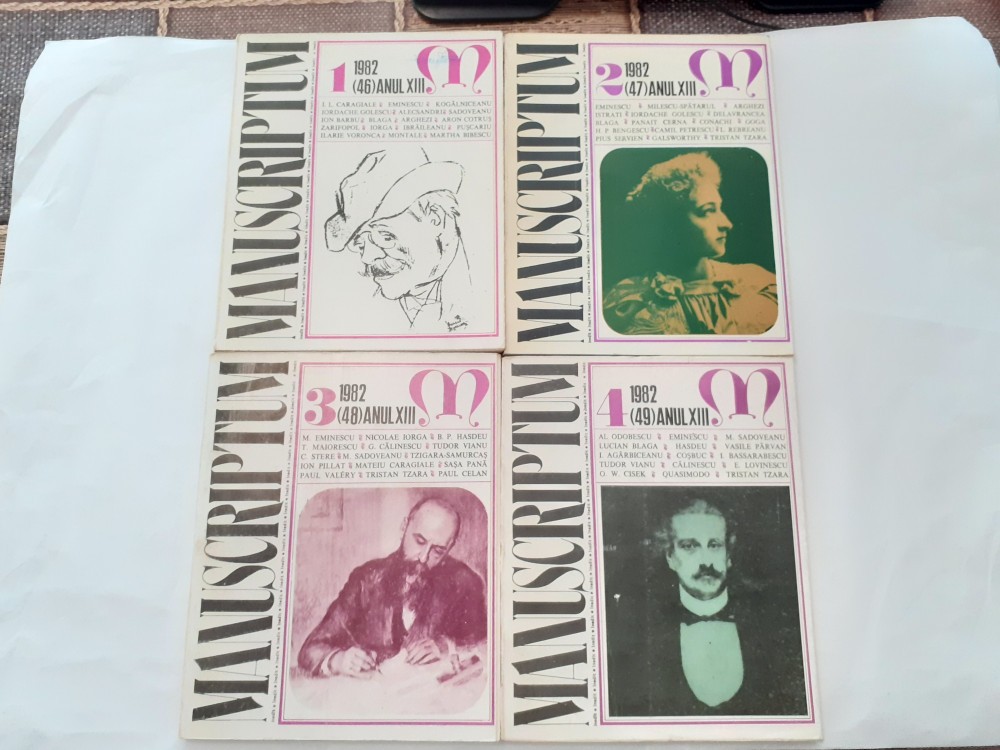 MANUSCRIPTUM
1 1982
(46) ANUL XIII
M
I. L. CARAGIALE EMINESCU KOGĂLNICEANU
IORDACHE GOLESCU ALECSANDRI SADOVEANU
ION BARBU BLAGA ARGHEZI ARON COTRUȘ
ZARIFOPOL IORGA IBRĂILEANU PUȘCARIU
ILARIE VORONCA MONTALE MARTHA BIBESCU
MANUSCRIPTUM
2 1982
(47) ANUL XIII
M
EMINESCU MILESCU-SPĂTARUL ARGHEZI
ISTRATI IORDACHE GOLESCU DELAVRANCEA
BLAGA PANAIT CERNA CONACHI GOGA
H. P. BENGESCU CAMIL PETRESCU L. REBREANU
PIUS SERVIEN GALSWORTHY TRISTAN TZARA
MANUSCRIPTUM
3 1982
(48) ANUL XIII
M
M. EMINESCU NICOLAE IORGA B. P. HASDEU
T. MAIORESCU G. CĂLINESCU TUDOR VIANU
C. STERE M. SADOVEANU TZIGARA-SAMURCAȘ
ION PILLAT MATEIU CARAGIALE SAȘA PANĂ
PAUL VALÉRY TRISTAN TZARA PAUL CELAN
MANUSCRIPTUM
4 1982
(49) ANUL XIII
M
AL. ODOBESCU EMINESCU M. SADOVEANU
LUCIAN BLAGA HASDEU VASILE PÂRVAN
I. AGÂRBICEANU COȘBUC I. BASSARABESCU
TUDOR VIANU CĂLINESCU E. LOVINESCU
O. W. CISEK QUASIMODO TRISTAN TZARA